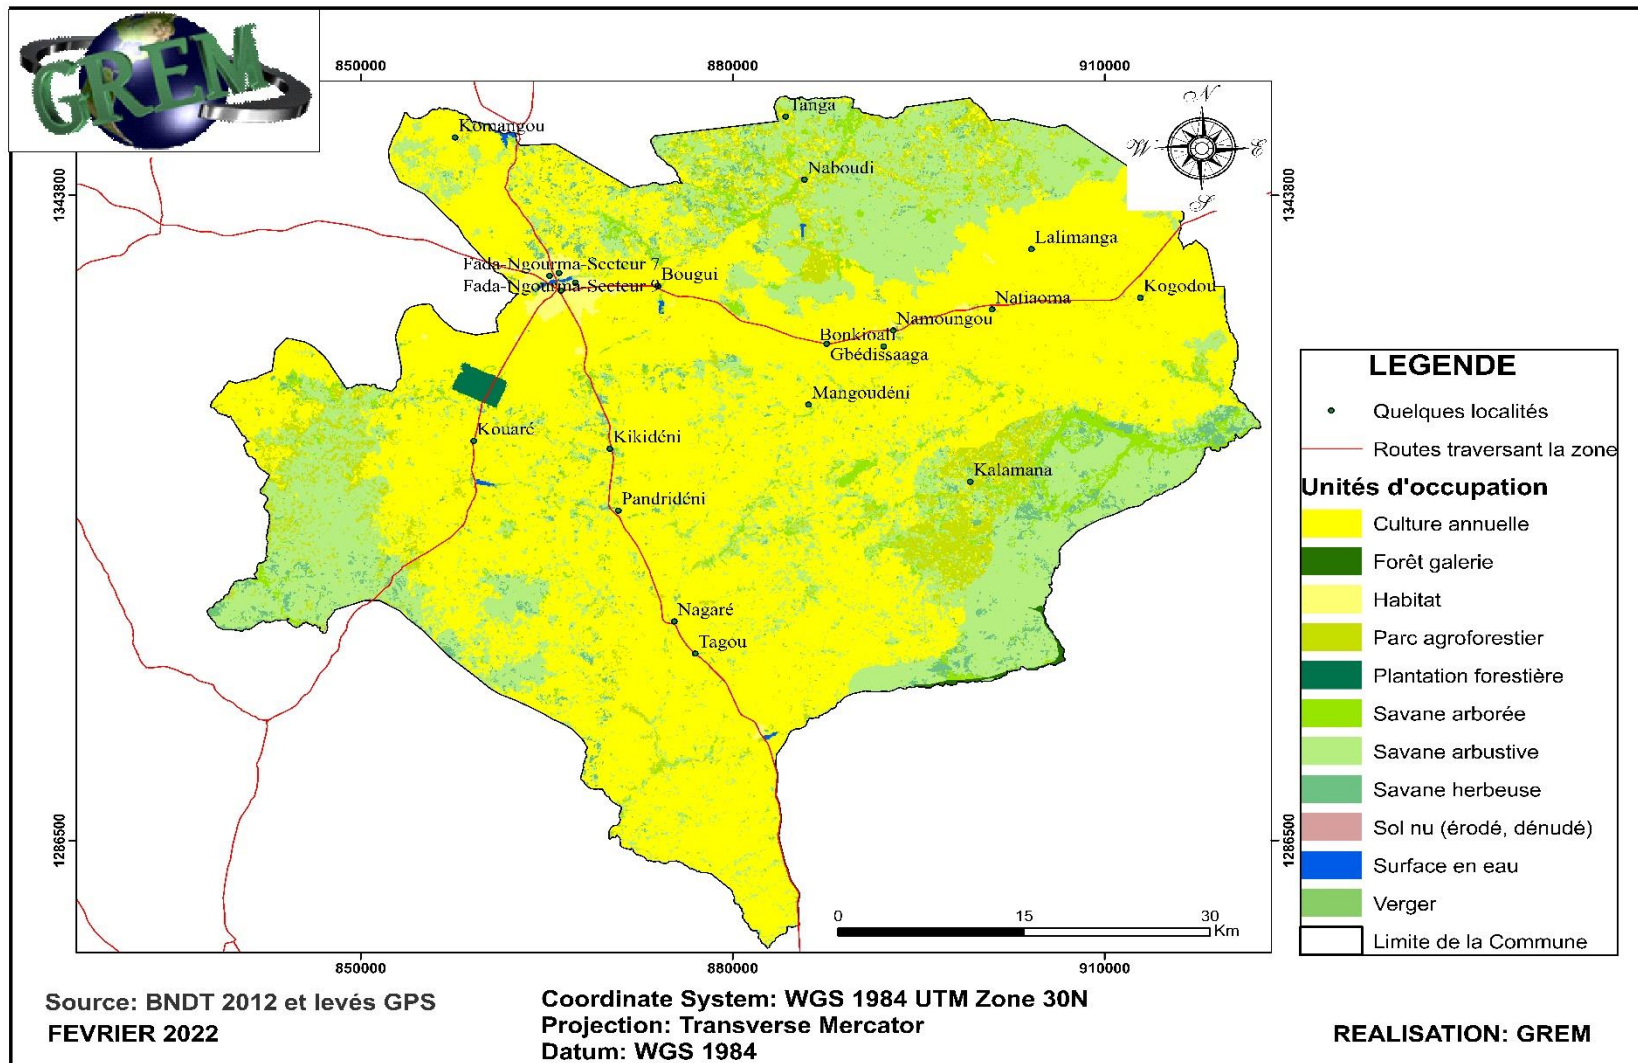 GREM
850000
880000
910000
1343800
1343800
1286500
1286500
N
W
E
S
Tanga
Komangou
Naboudi
Lalimanga
Fada-Ngourma-Secteur 7
Bougui
Fada-Ngourma-Secteur 9
Kogodou
Natiaoma
Namoungou
Bonkioali
Gbédissaaga
Mangoudéni
Kouaré
Kikidéni
Kalamana
Pandridéni
Nagaré
Tagou
0
15
30
Km
850000
880000
910000
LEGENDE
Quelques localités
Routes traversant la zone
Unités d'occupation
Culture annuelle
Forêt galerie
Habitat
Parc agroforestier
Plantation forestière
Savane arborée
Savane arbustive
Savane herbeuse
Sol nu (érodé, dénudé)
Surface en eau
Verger
Limite de la Commune
Source: BNDT 2012 et levés GPS
FEVRIER 2022
Coordinate System: WGS 1984 UTM Zone 30N
Projection: Transverse Mercator
Datum: WGS 1984
REALISATION: GREM